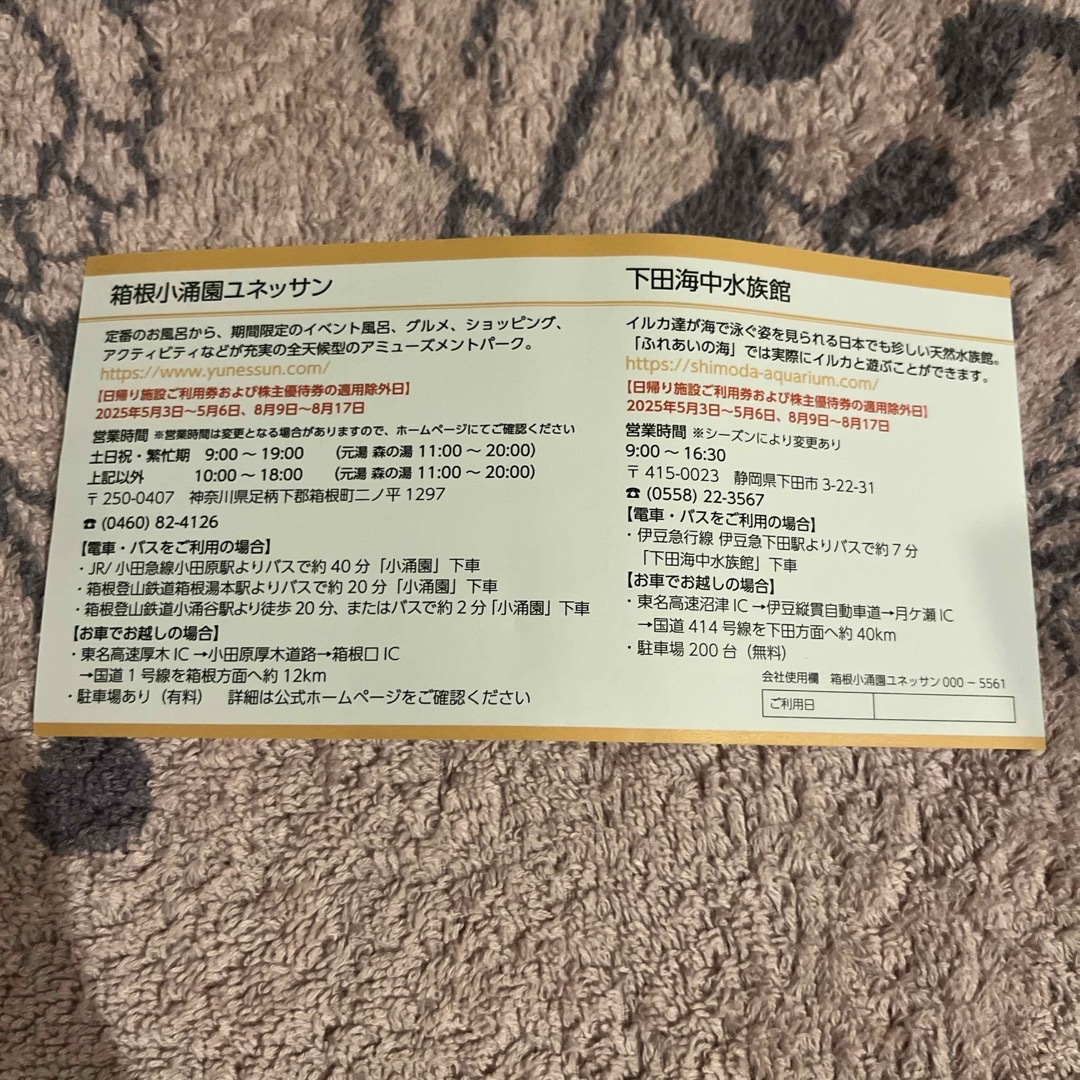 箱根小涌園ユネッサン
定番のお風呂から、期間限定のイベント風呂、グルメ、ショッピング、
アクティビティなどが充実の全天候型のアミューズメントパーク。
https://www.yunessun.com/
【日帰り施設ご利用券および株主優待券の適用除外日】
2025年5月3日〜5月6日、8月9日〜8月17日
営業時間 ※営業時間は変更となる場合がありますので、ホームページにてご確認ください
土日祝・繁忙期 9:00 〜 19:00 (元湯 森の湯 11:00 〜 20:00)
上記以外 10:00 〜 18:00 (元湯 森の湯 11:00 〜 20:00)
〒250-0407 神奈川県足柄下郡箱根町二ノ平 1297
☎ (0460) 82-4126
【電車・バスをご利用の場合】
・JR/ 小田急線小田原駅よりバスで約 40 分「小涌園」下車
・箱根登山鉄道箱根湯本駅よりバスで約 20 分「小涌園」下車
・箱根登山鉄道小涌谷駅より徒歩 20 分、またはバスで約 2 分「小涌園」下車
【お車でお越しの場合】
・東名高速厚木 IC →小田原厚木道路→箱根口 IC
→国道 1 号線を箱根方面へ約 12km
・駐車場あり（有料） 詳細は公式ホームページをご確認ください
下田海中水族館
イルカ達が海で泳ぐ姿を見られる日本でも珍しい天然水族館。
「ふれあいの海」では実際にイルカと遊ぶことができます。
https://shimoda-aquarium.com/
【日帰り施設ご利用券および株主優待券の適用除外日】
2025年5月3日〜5月6日、8月9日〜8月17日
営業時間 ※シーズンにより変更あり
9:00 〜 16:30
〒 415-0023 静岡県下田市 3-22-31
☎ (0558) 22-3567
【電車・バスをご利用の場合】
・伊豆急行線 伊豆急下田駅よりバスで約 7 分
「下田海中水族館」下車
【お車でお越しの場合】
・東名高速沼津 IC →伊豆縦貫自動車道→月ケ瀬 IC
→国道 414 号線を下田方面へ約 40km
・駐車場 200 台（無料）
会社使用欄 箱根小涌園ユネッサン 000 − 5561
ご利用日